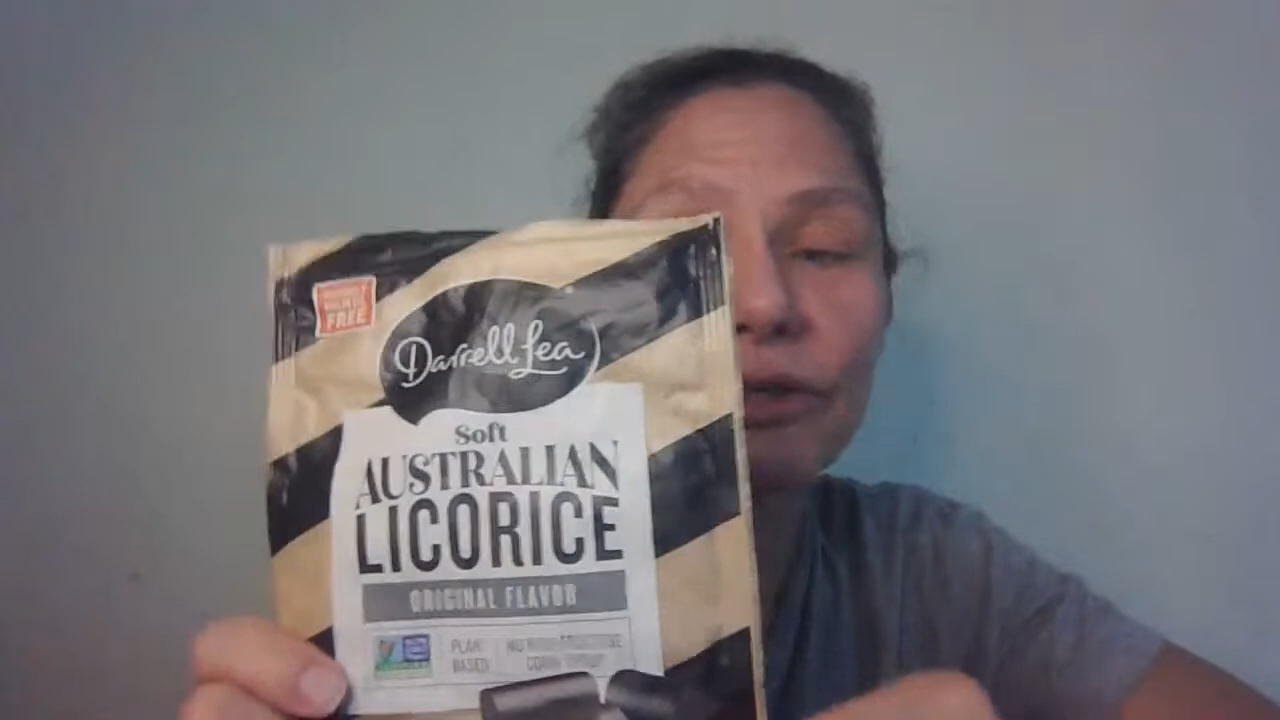 FREE
Darrell Lea
Soft
AUSTRALIAN
LICORICE
ORIGINAL FLAVOR
PLANT
BASED
CORN SYRUP